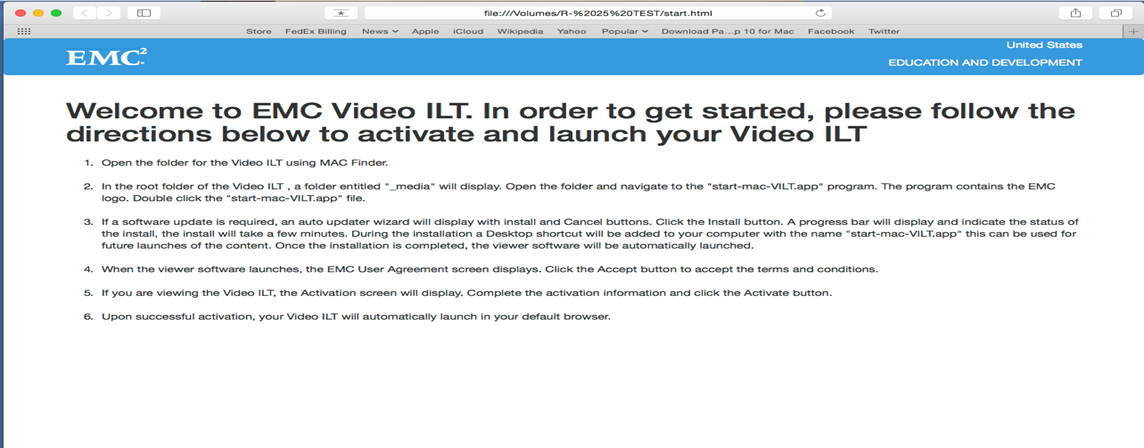 file:///Volumes/R-%2025%20TEST/start.html
Store FedEx Billing News Apple iCloud Wikipedia Yahoo Popular Download Pa...p 10 for Mac Facebook Twitter
EMC²
United States
EDUCATION AND DEVELOPMENT
Welcome to EMC Video ILT. In order to get started, please follow the
directions below to activate and launch your Video ILT
1. Open the folder for the Video ILT using MAC Finder.
2. In the root folder of the Video ILT , a folder entitled "_media" will display. Open the folder and navigate to the "start-mac-VILT.app" program. The program contains the EMC
logo. Double click the "start-mac-VILT.app" file.
3. If a software update is required, an auto updater wizard will display with install and Cancel buttons. Click the Install button. A progress bar will display and indicate the status of
the install, the install will take a few minutes. During the installation a Desktop shortcut will be added to your computer with the name "start-mac-VILT.app" this can be used for
future launches of the content. Once the installation is completed, the viewer software will be automatically launched.
4. When the viewer software launches, the EMC User Agreement screen displays. Click the Accept button to accept the terms and conditions.
5. If you are viewing the Video ILT, the Activation screen will display. Complete the activation information and click the Activate button.
6. Upon successful activation, your Video ILT will automatically launch in your default browser.